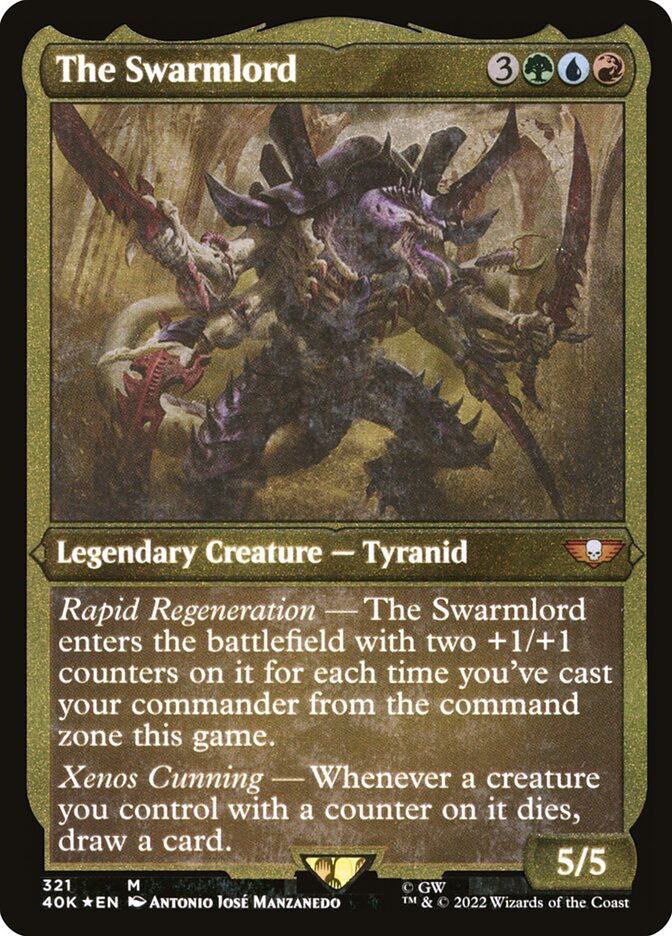 The Swarmlord 3
Legendary Creature — Tyranid
Rapid Regeneration — The Swarmlord
enters the battlefield with two +1/+1
counters on it for each time you've cast
your commander from the command
zone this game.
Xenos Cunning — Whenever a creature
you control with a counter on it dies,
draw a card.
5/5
321 M
40K ★ EN Antonio José Manzanedo
© GW
™ & © 2022 Wizards of the Coast